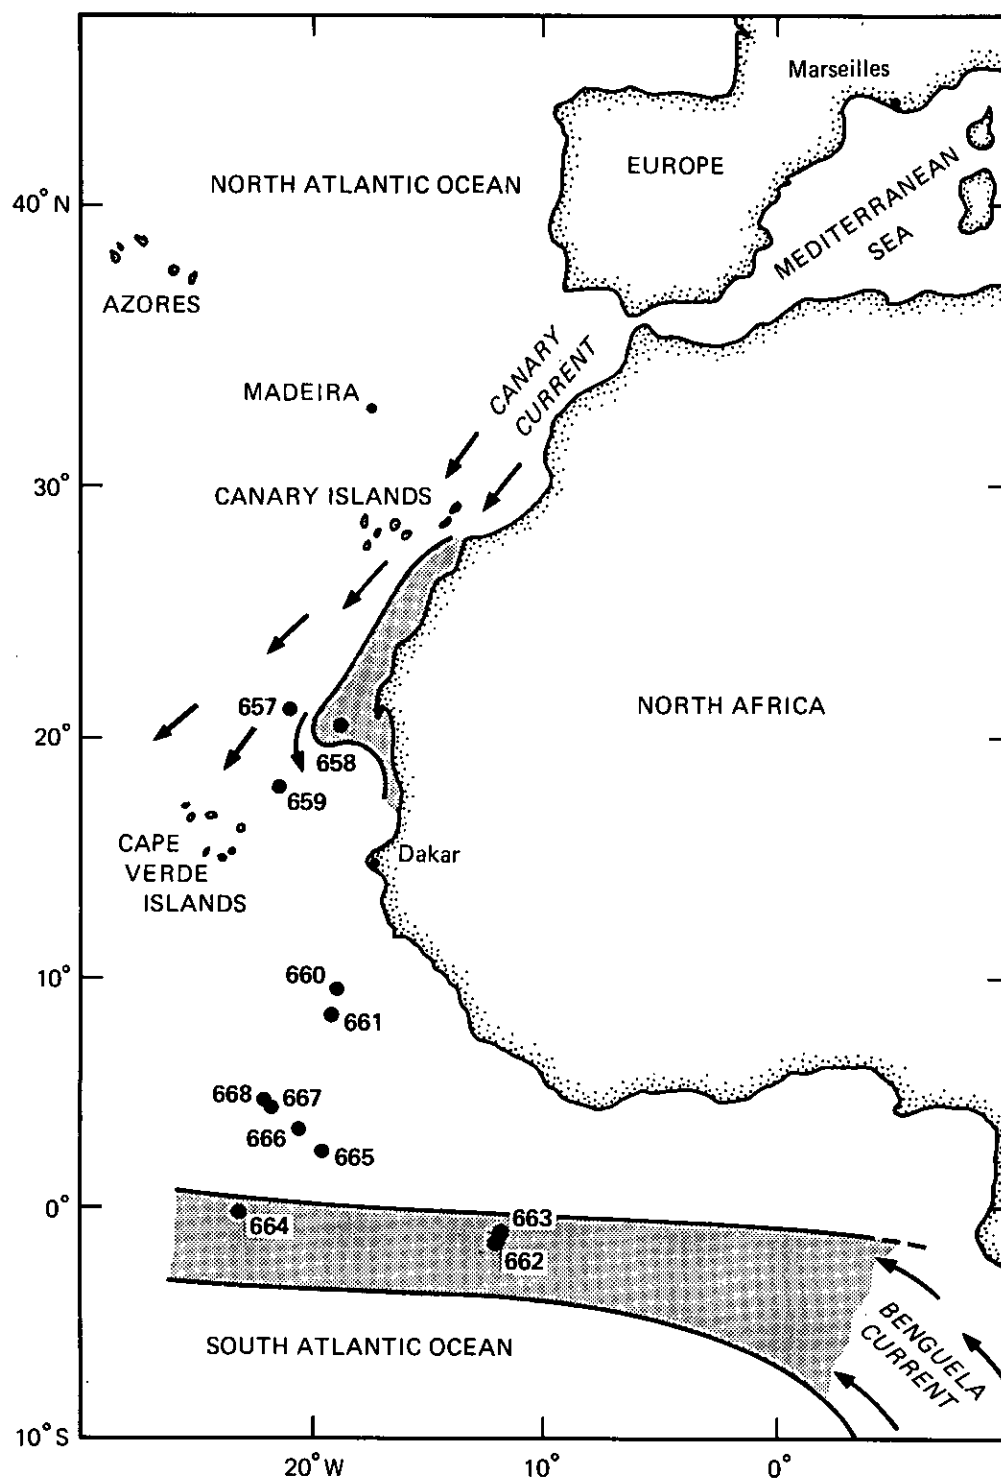 Marseilles
EUROPE
NORTH ATLANTIC OCEAN
40° N
MEDITERRANEAN
SEA
AZORES
CANARY
CURRENT
MADEIRA
30°
CANARY ISLANDS
657
NORTH AFRICA
20°
658
659
CAPE
VERDE
ISLANDS
Dakar
10°
660
661
668
667
666
665
0°
664
663
662
SOUTH ATLANTIC OCEAN
BENGUELA
CURRENT
10° S
20° W
10°
0°